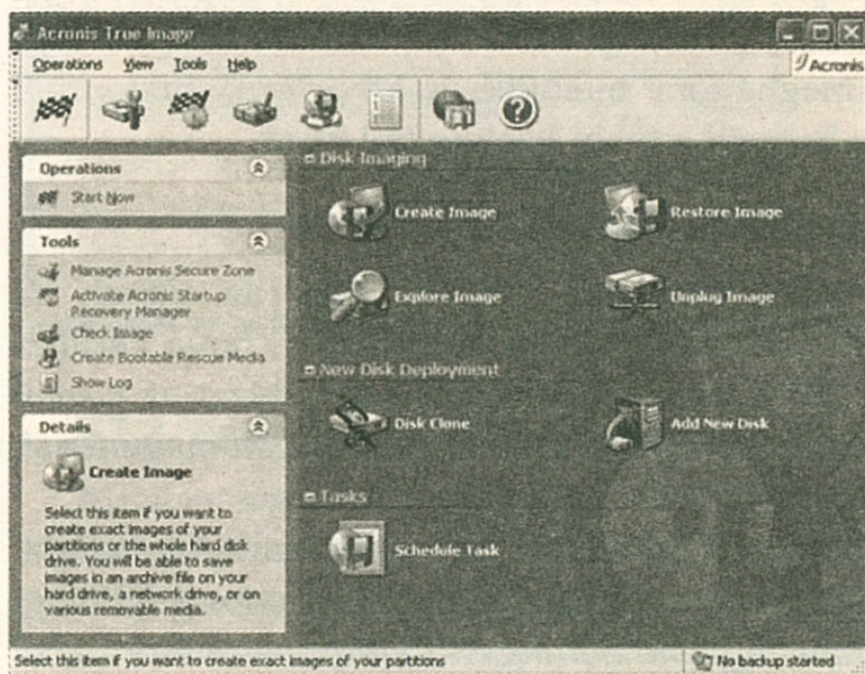 Acronis True Image
Operations View Tools Help
Acronis
Operations
Start Now
Tools
Manage Acronis Secure Zone
Activate Acronis Startup
Recovery Manager
Check Image
Create Bootable Rescue Media
Show Log
Details
Create Image
Select this item if you want to
create exact images of your
partitions or the whole hard disk
drive. You will be able to save
images in an archive file on your
hard drive, a network drive, or on
various removable media.
Disk Imaging
Create Image
Restore Image
Explore Image
Unplug Image
New Disk Deployment
Disk Clone
Add New Disk
Tasks
Schedule Task
Select this item if you want to create exact images of your partitions
No backup started